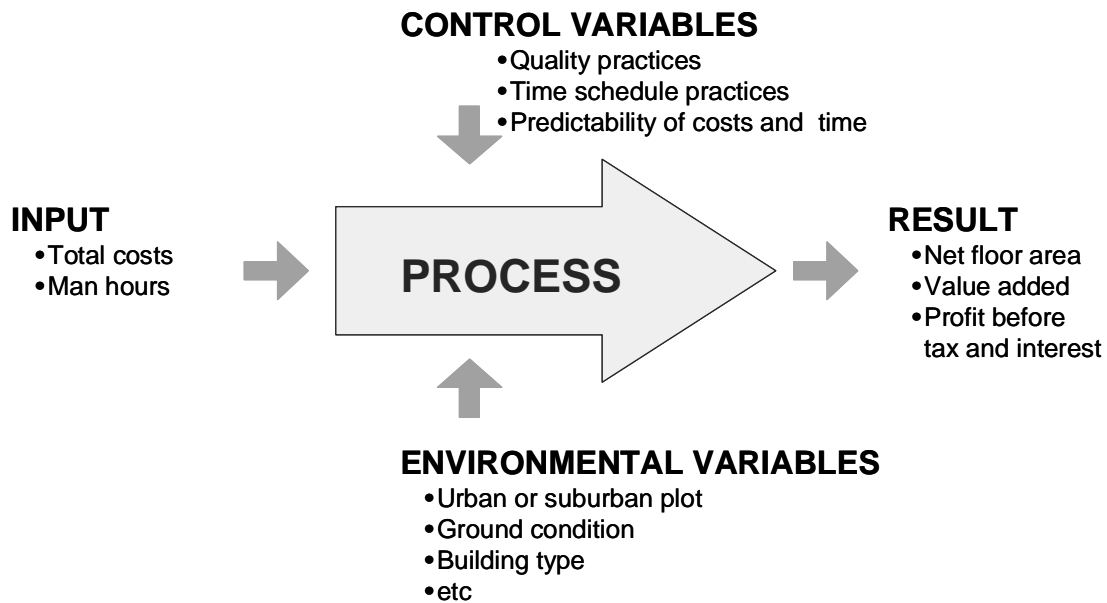 CONTROL VARIABLES
•Quality practices
•Time schedule practices
•Predictability of costs and time
INPUT
•Total costs
•Man hours
PROCESS
RESULT
•Net floor area
•Value added
•Profit before
tax and interest
ENVIRONMENTAL VARIABLES
•Urban or suburban plot
•Ground condition
•Building type
•etc